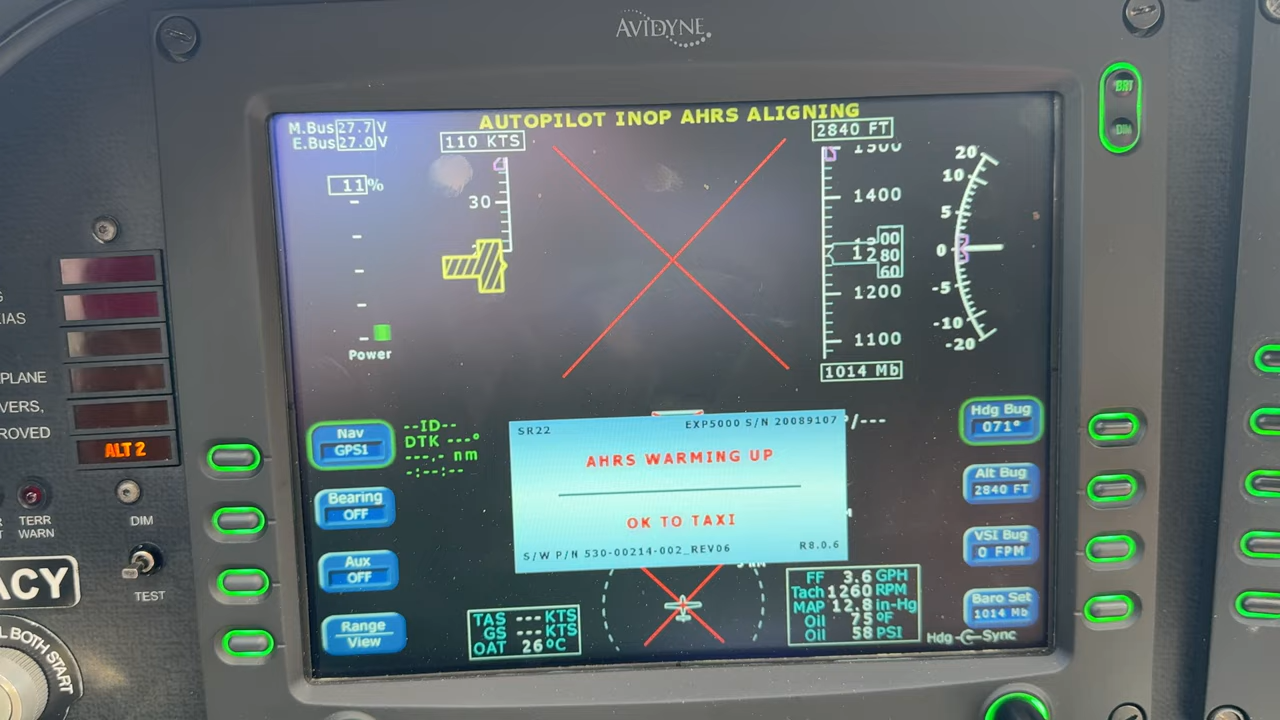 AVIDYNE
BRT
DIM
AUTOPILOT INOP AHRS ALIGNING
M.Bus 27.7 V
E.Bus 27.0 V
110 KTS
2840 FT
11%
30
1500
1400
1280
00
80
60
1200
1100
1014 Mb
20
10
5
0
-5
-10
-20
Power
IAS
PLANE
VERS,
ROVED
ALT 2
TERR
WARN
DIM
TEST
ACY
L BOTH START
Nav
GPS1
--ID--
DTK ---°
---.- nm
-:--:--
Bearing
OFF
Aux
OFF
Range
View
SR22
EXP5000 S/N 20089107
AHRS WARMING UP
OK TO TAXI
S/W P/N 530-00214-002_REV06
R8.0.6
/---
Hdg Bug
071°
Alt Bug
2840 FT
VSI Bug
0 FPM
Baro Set
1014 Mb
Hdg Sync
TAS --- KTS
GS --- KTS
OAT 26°C
FF 3.6 GPH
Tach 1260 RPM
MAP 12.8 in-Hg
Oil 75 °F
Oil 58 PSI